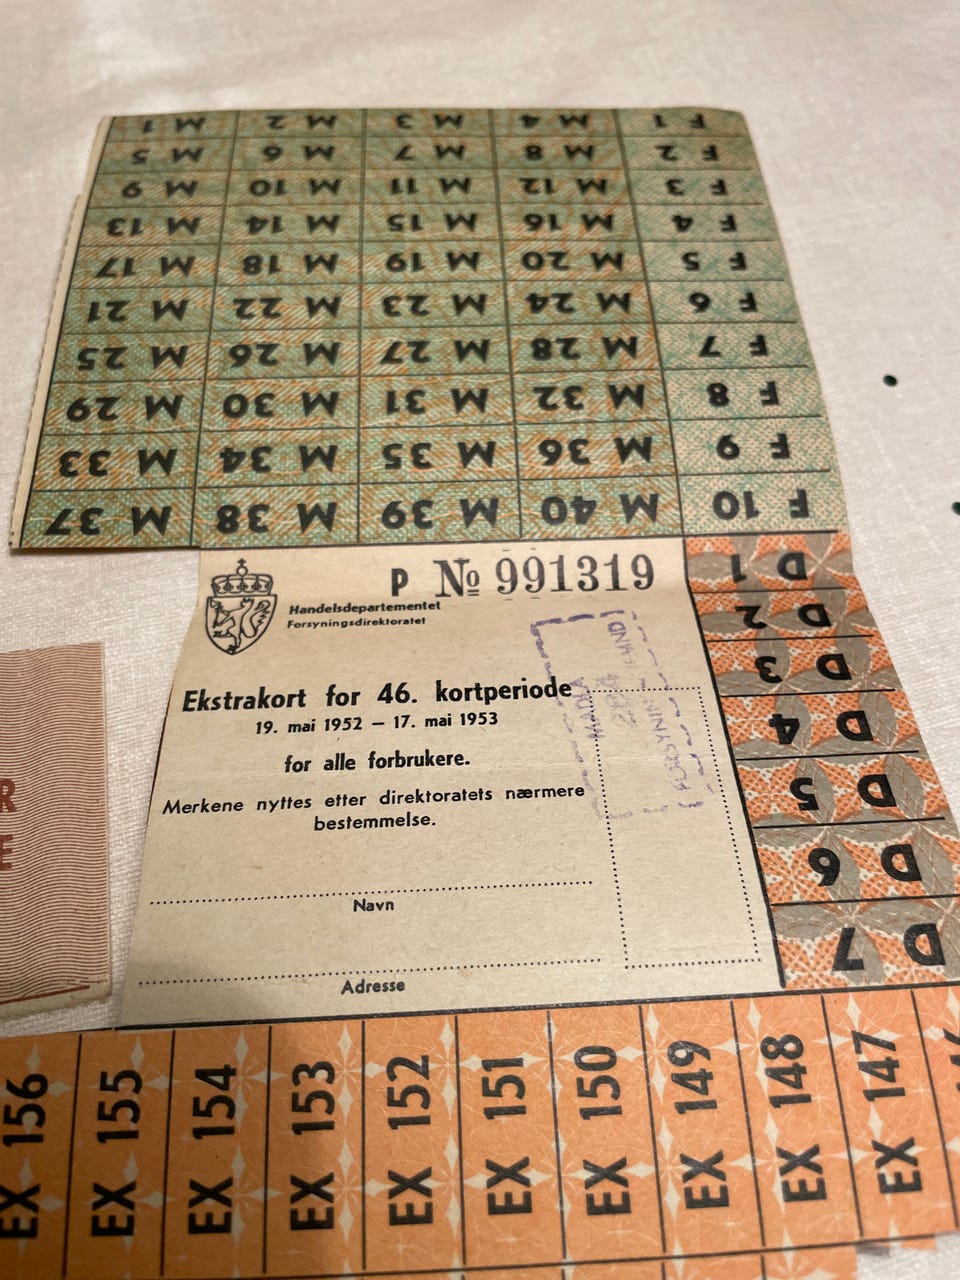 M 1 M 2 M 3 M 4 F 1
M 5 M 6 M 7 M 8 F 2
M 9 M 10 M 11 M 12 F 3
M 13 M 14 M 15 M 16 F 4
M 17 M 18 M 19 M 20 F 5
M 21 M 22 M 23 M 24 F 6
M 25 M 26 M 27 M 28 F 7
M 29 M 30 M 31 M 32 F 8
M 33 M 34 M 35 M 36 F 9
M 37 M 38 M 39 M 40 F 10
P № 991319
Handelsdepartementet
Forsyningsdirektoratet
Ekstrakort for 46. kortperiode
19. mai 1952 – 17. mai 1953
for alle forbrukere.
Merkene nyttes etter direktoratets nærmere
bestemmelse.
Navn
Adresse
MADLA
D 1
D 2
D 3
D 4
D 5
D 6
D 7
R
E
EX 156
EX 155
EX 154
EX 153
EX 152
EX 151
EX 150
EX 149
EX 148
EX 147